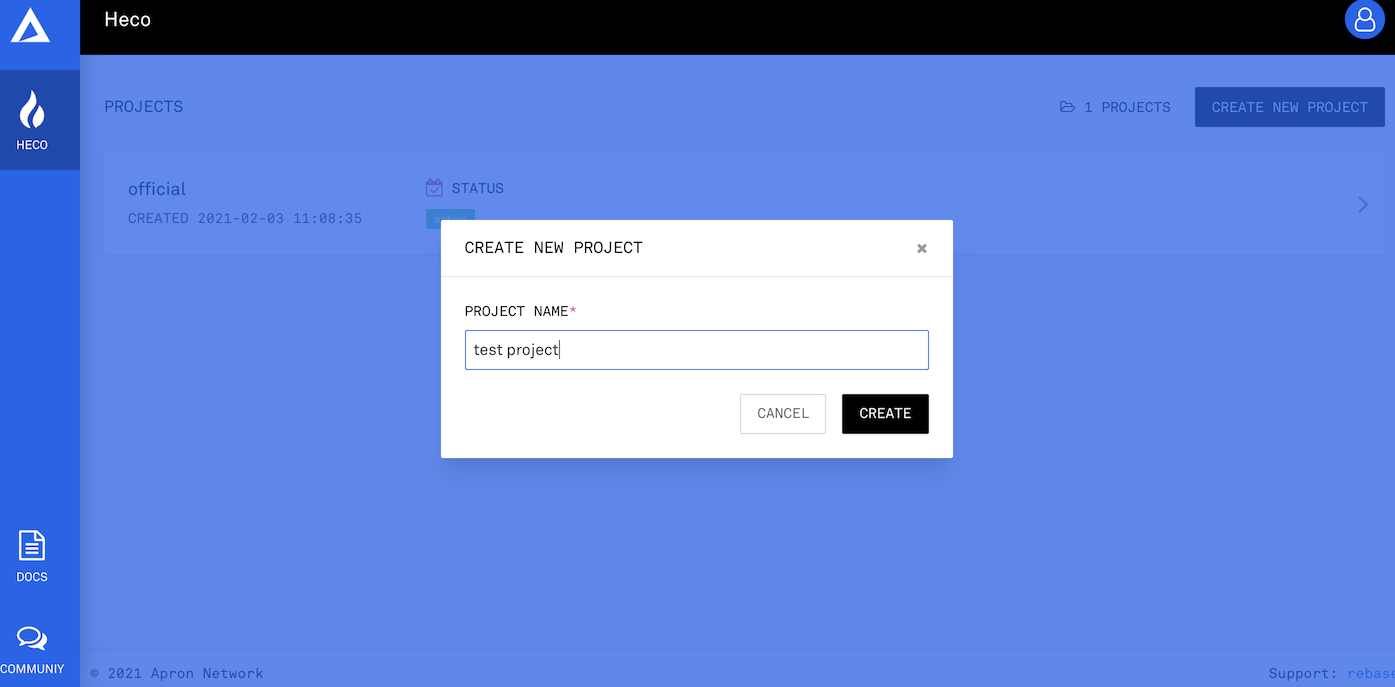 Heco
HECO
PROJECTS
1 PROJECTS
CREATE NEW PROJECT
official
CREATED 2021-02-03 11:08:35
STATUS
CREATE NEW PROJECT
PROJECT NAME*
test project
CANCEL
CREATE
DOCS
COMMUNIY
© 2021 Apron Network
Support: rebase